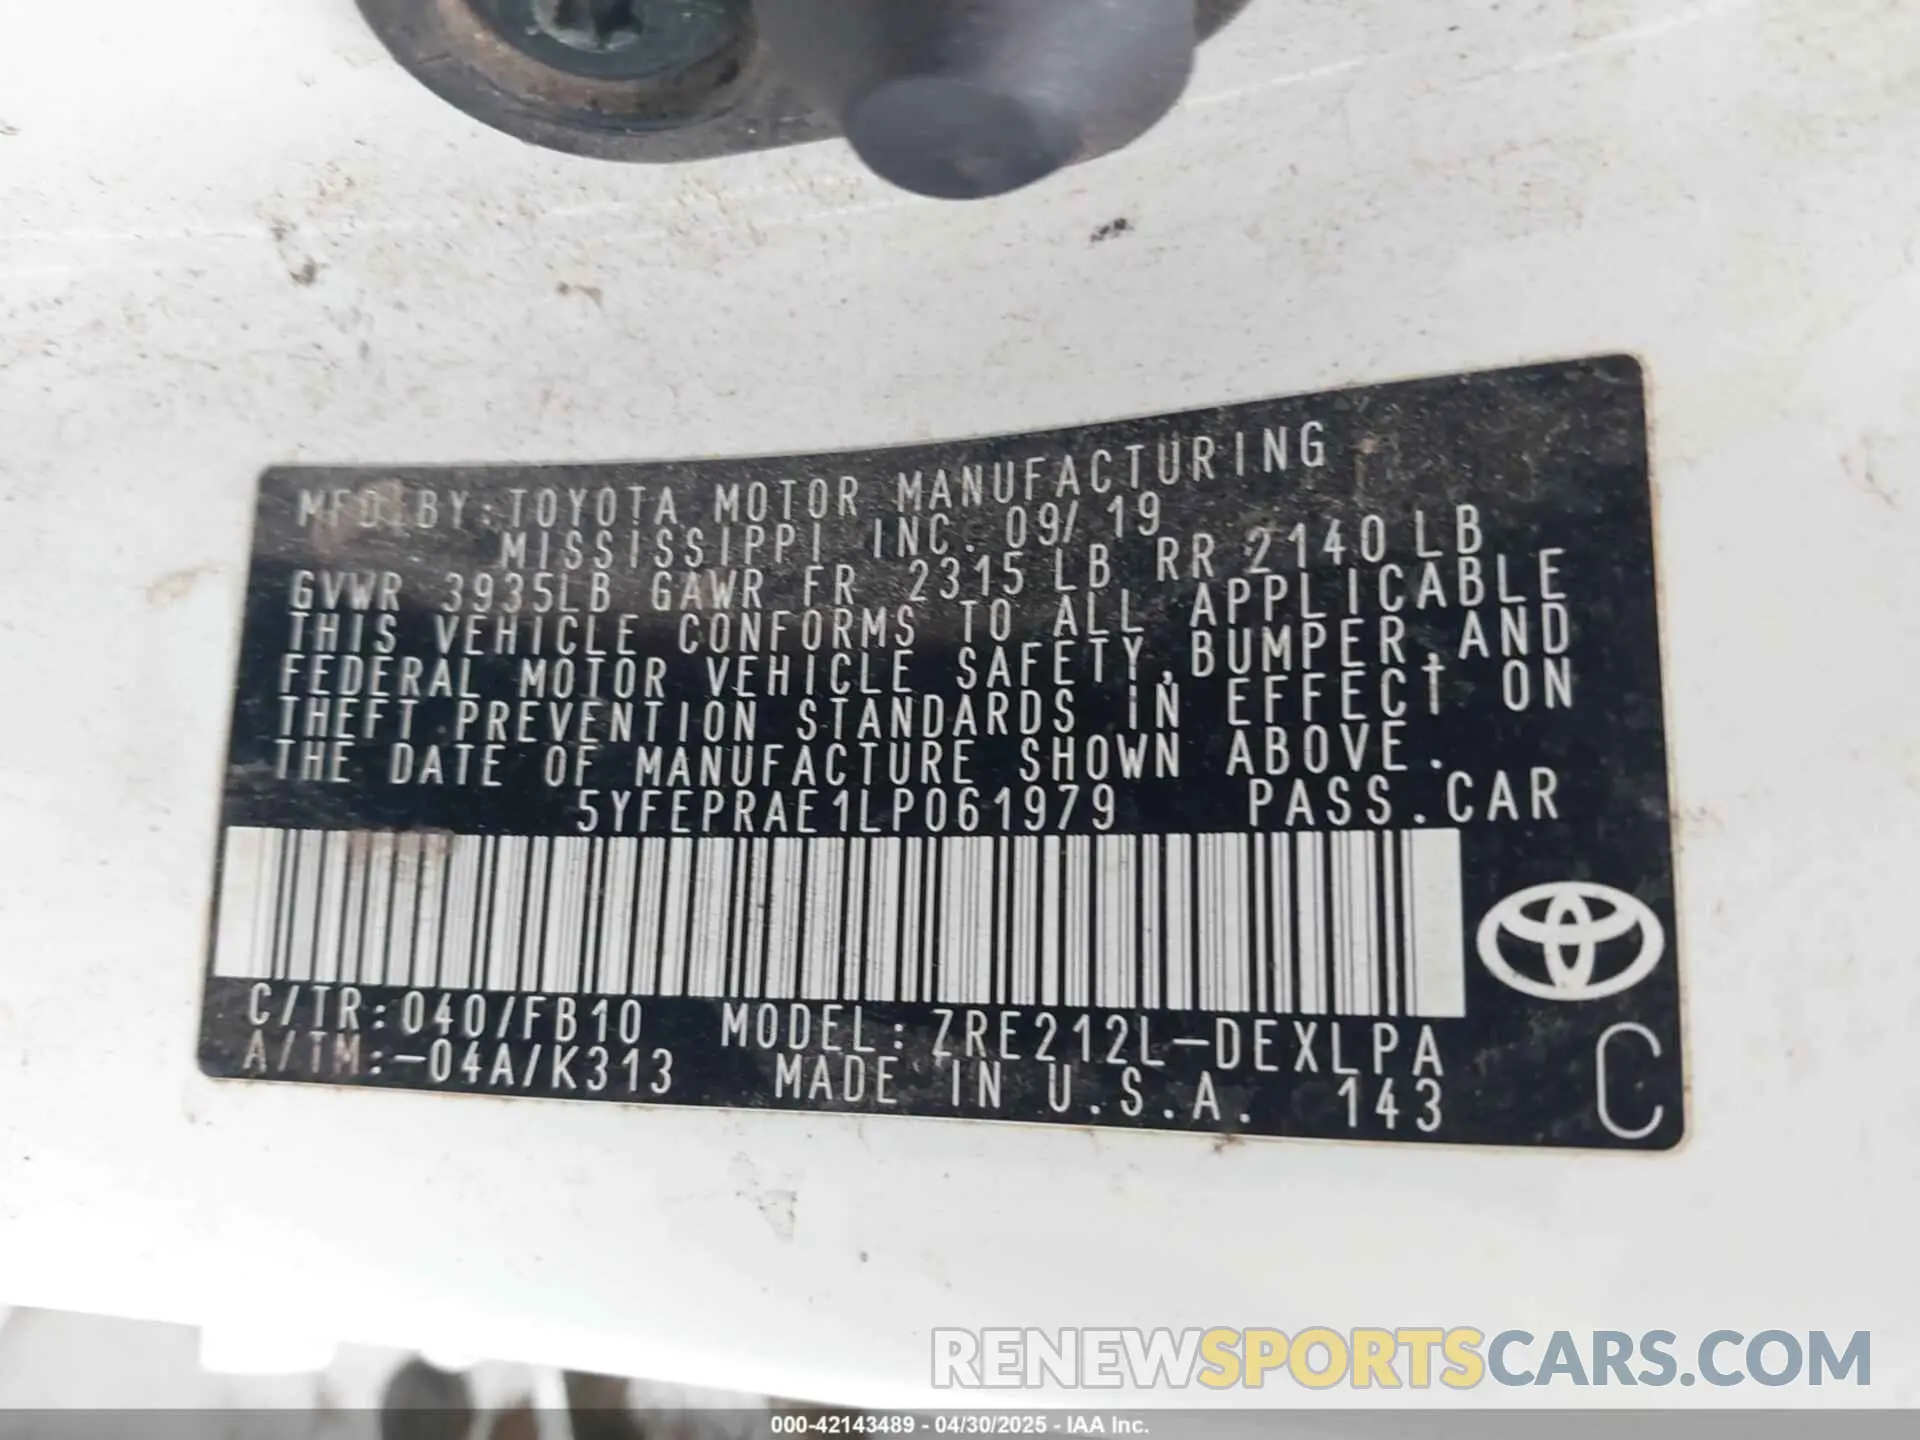 MFD.BY:TOYOTA MOTOR MANUFACTURING
MISSISSIPPI INC. 09/19
GVWR 3935LB GAWR FR 2315LB RR 2140LB
THIS VEHICLE CONFORMS TO ALL APPLICABLE
FEDERAL MOTOR VEHICLE SAFETY,BUMPER,AND
THEFT PREVENTION STANDARDS IN EFFECT ON
THE DATE OF MANUFACTURE SHOWN ABOVE.
5YFEPRAE1LP061979 PASS.CAR
C/TR:040/FB10 MODEL:ZRE212L-DEXLPA
A/TM:-04A/K313 MADE IN U.S.A. 143
C
RENEWSPORTSCARS.COM
000-42143489 - 04/30/2025 - IAA Inc.